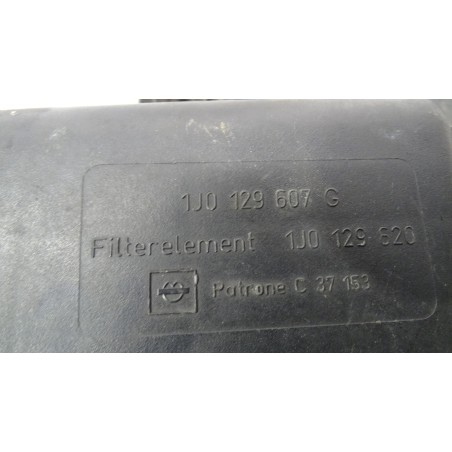 1J0 129 607 G
Filterelement 1J0 129 620
Patrone C 37 153